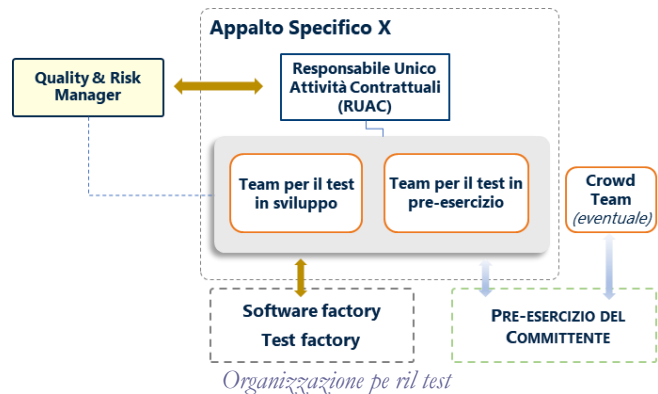 Appalto Specifico X
Quality & Risk
Manager
Responsabile Unico
Attività Contrattuali
(RUAC)
Team per il test
in sviluppo
Team per il test in
pre-esercizio
Crowd
Team
(eventuale)
Software factory
Test factory
PRE-ESERCIZIO DEL
COMMITTENTE
Organizzazione pe ril test